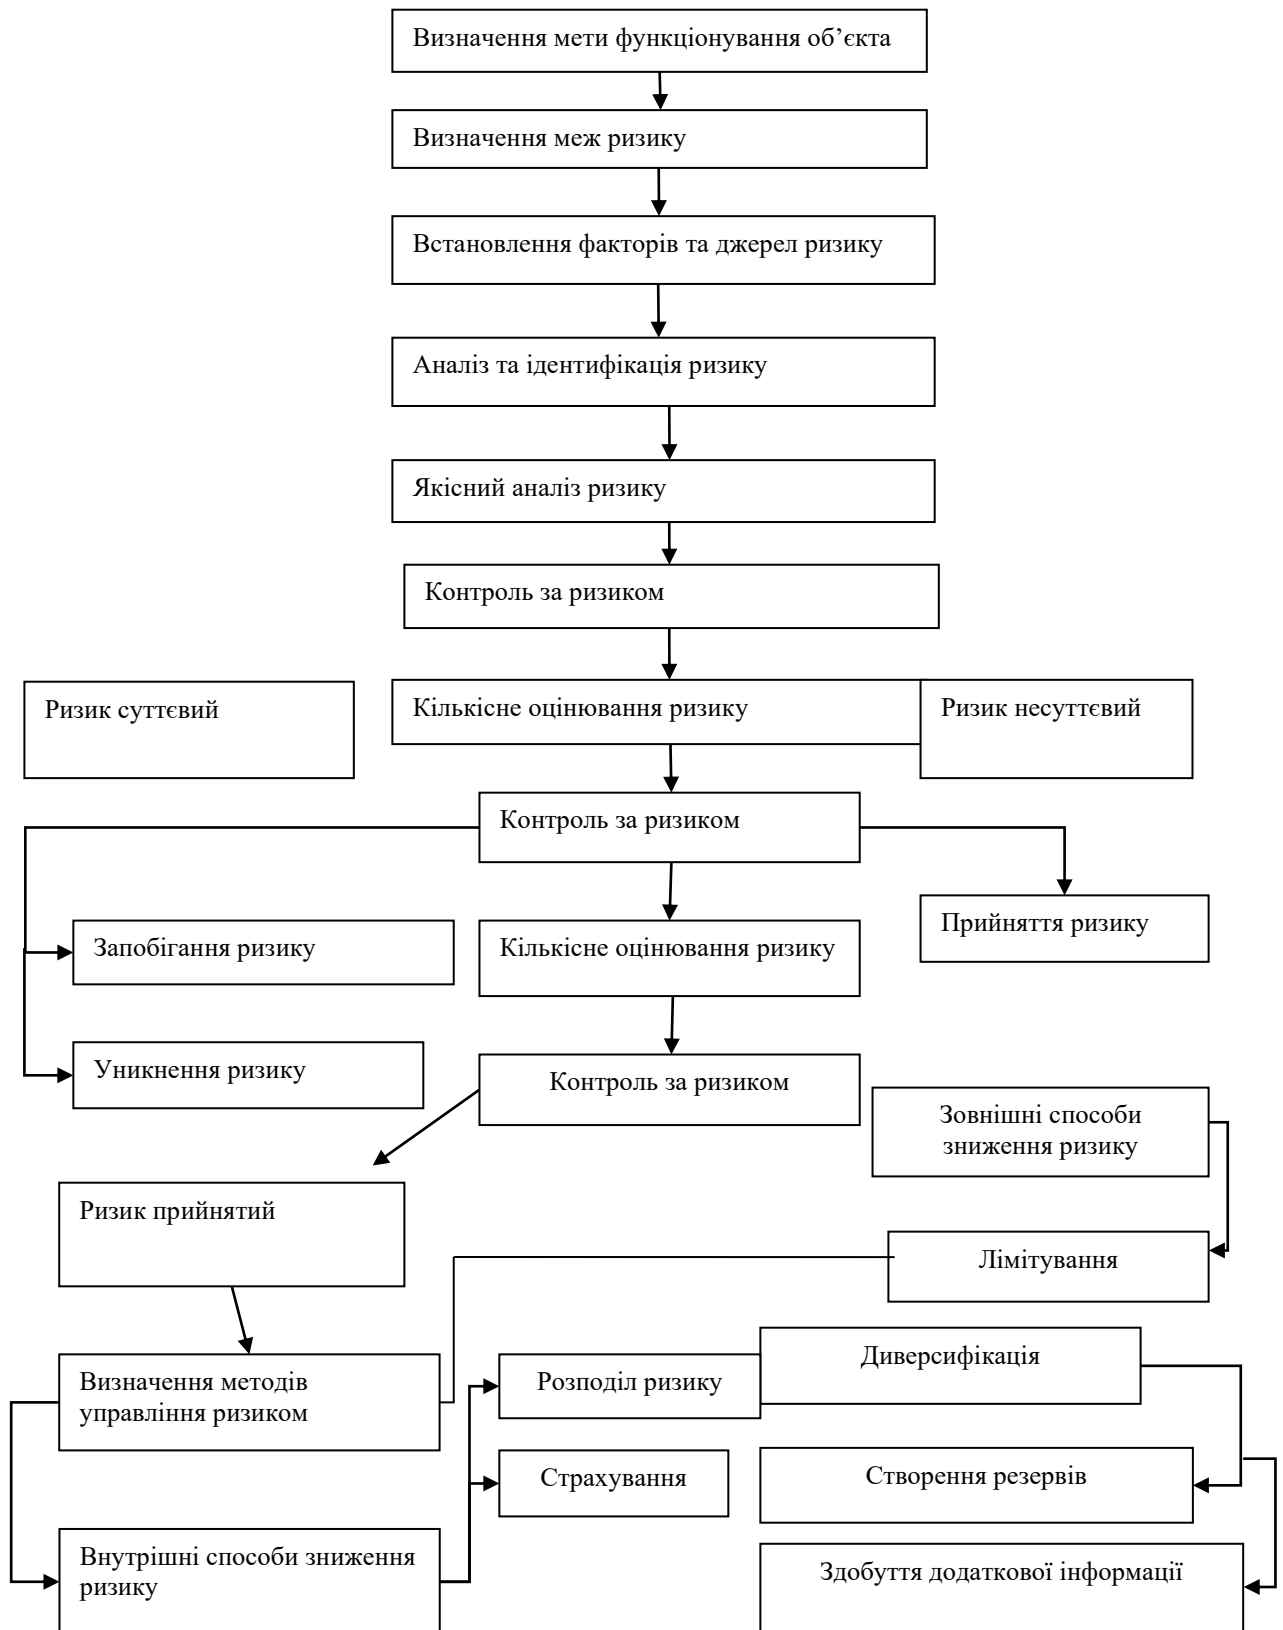 Визначення мети функціонування об’єкта
Визначення меж ризику
Встановлення факторів та джерел ризику
Аналіз та ідентифікація ризику
Якісний аналіз ризику
Контроль за ризиком
Ризик суттєвий
Кількісне оцінювання ризику
Ризик несуттєвий
Контроль за ризиком
Прийняття ризику
Запобігання ризику
Кількісне оцінювання ризику
Уникнення ризику
Контроль за ризиком
Зовнішні способи
зниження ризику
Ризик прийнятий
Лімітування
Визначення методів
управління ризиком
Розподіл ризику
Диверсифікація
Страхування
Створення резервів
Внутрішні способи зниження
ризику
Здобуття додаткової інформації